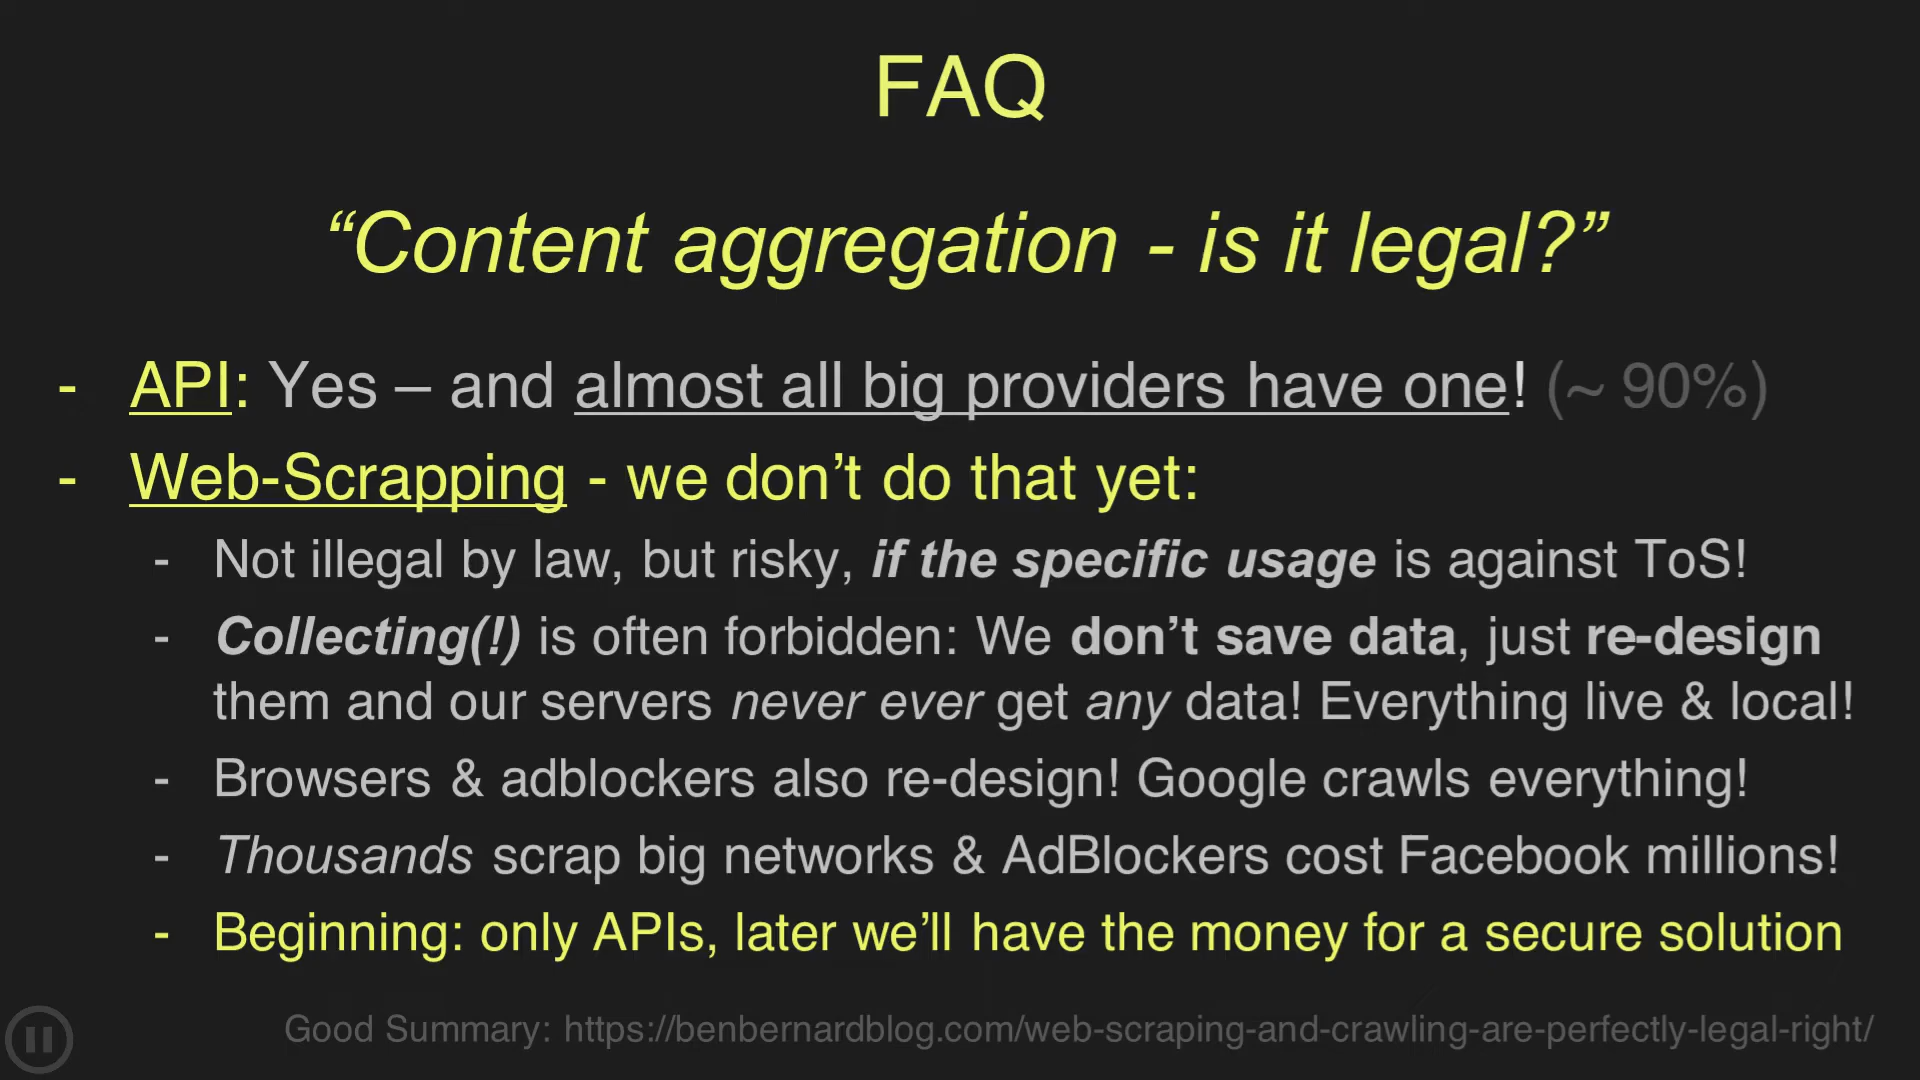 FAQ
“Content aggregation - is it legal?”
- API: Yes – and almost all big providers have one! (~ 90%)
- Web-Scrapping - we don’t do that yet:
- Not illegal by law, but risky, if the specific usage is against ToS!
- Collecting(!) is often forbidden: We don’t save data, just re-design
them and our servers never ever get any data! Everything live & local!
- Browsers & adblockers also re-design! Google crawls everything!
- Thousands scrap big networks & AdBlockers cost Facebook millions!
- Beginning: only APIs, later we’ll have the money for a secure solution
Good Summary: https://benbernardblog.com/web-scraping-and-crawling-are-perfectly-legal-right/